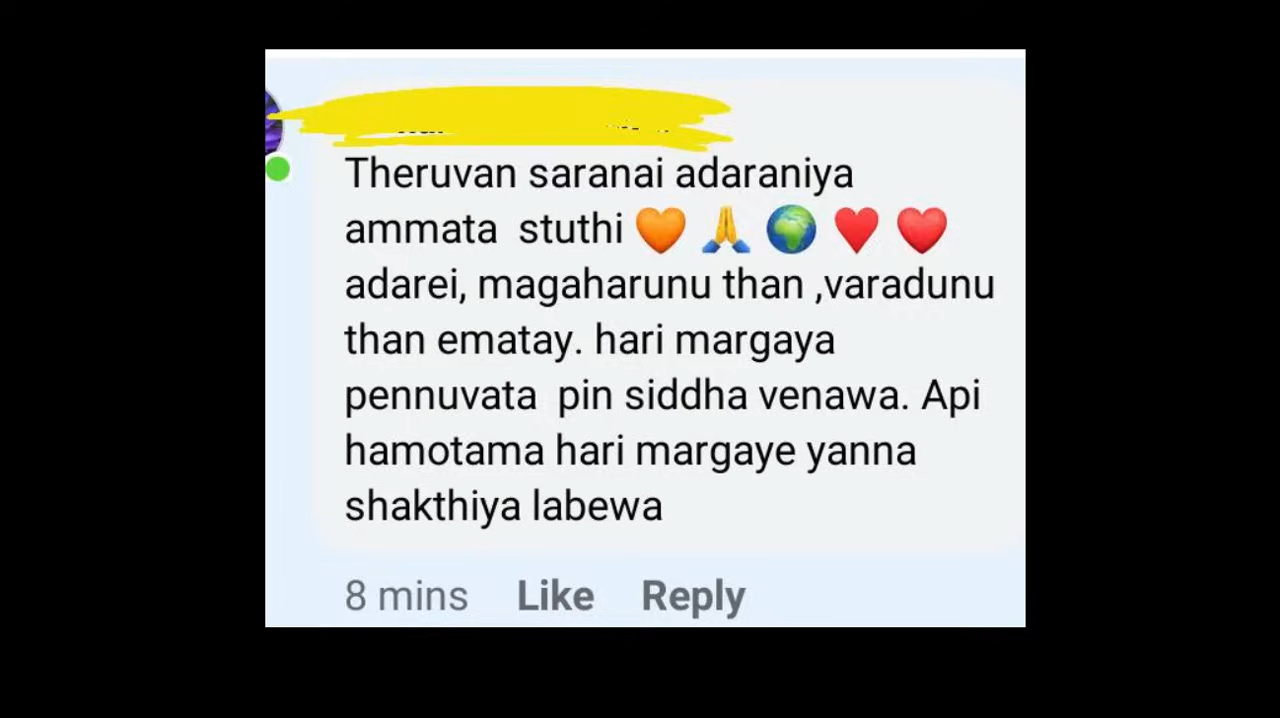 Theruvan saranai adaraniya
ammata  stuthi 🧡 🙏 🌍 ♥️ ❤️
adarei, magaharunu than ,varadunu
than ematay. hari margaya
pennuvata  pin siddha venawa. Api
hamotama hari margaye yanna
shakthiya labewa
8 mins Like Reply